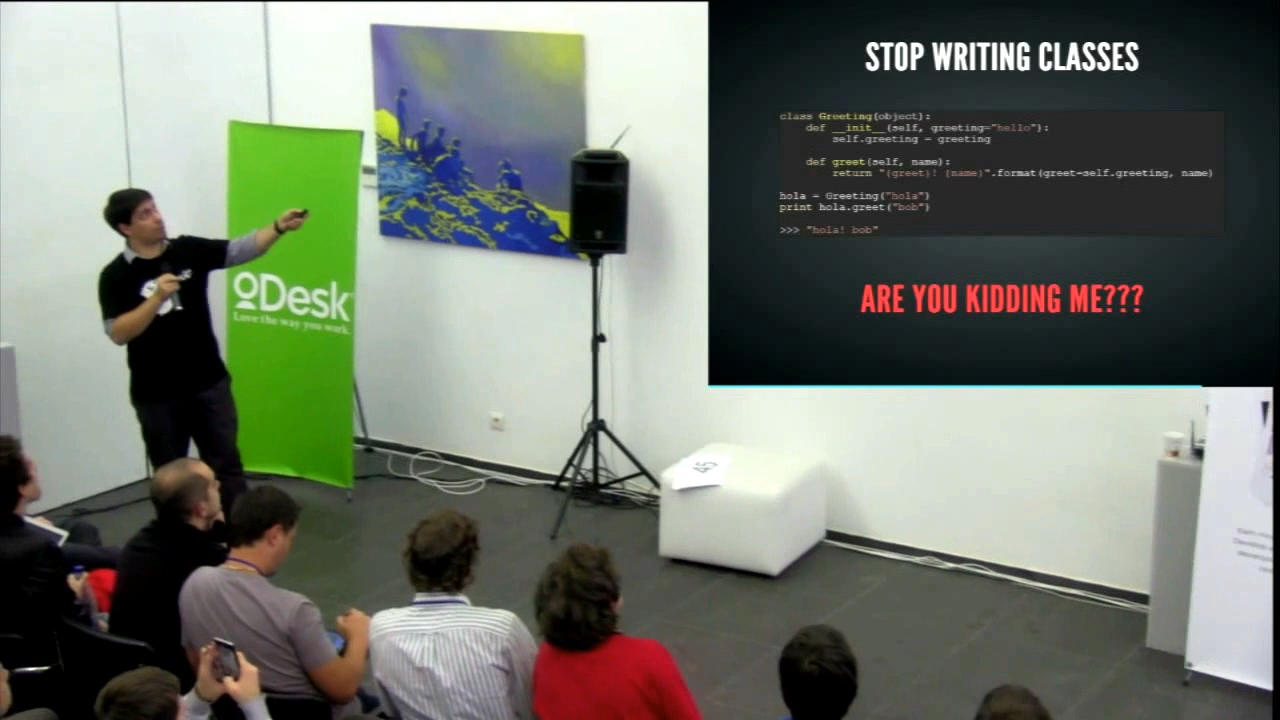 STOP WRITING CLASSES
class Greeting(object):
    def __init__(self, greeting="hello"):
        self.greeting = greeting
    def greet(self, name):
        return "{greet}! {name}".format(greet=self.greeting, name)
hola = Greeting("hola")
print hola.greet("bob")
>>> "hola! bob"
ARE YOU KIDDING ME???
oDesk
Love the way you work.
45